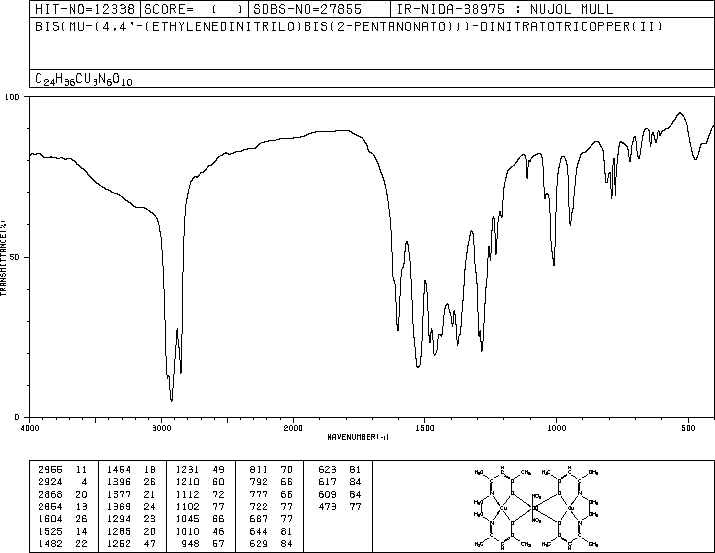 HIT-NO=12338 SCORE= ( ) SDBS-NO=27855 IR-NIDA-38975 : NUJOL MULL
BIS(MU-(4,4'-(ETHYLENEDINITRILO)BIS(2-PENTANONATO)))-DINITRATOTRICOPPER(II)
C24H36CU3N6O10
100
50
0
TRANSMITTANCE(%)
4000 3000 2000 1500 1000 500
WAVENUMBER(-1)
2955 11 1464 18 1231 49 811 70 623 81
2924 4 1396 26 1210 60 792 66 617 84
2868 20 1377 21 1112 72 777 66 609 84
2854 13 1369 24 1102 77 722 77 473 77
1604 26 1294 23 1045 66 687 77
1525 14 1285 20 1010 46 644 81
1482 22 1252 47 948 57 629 84